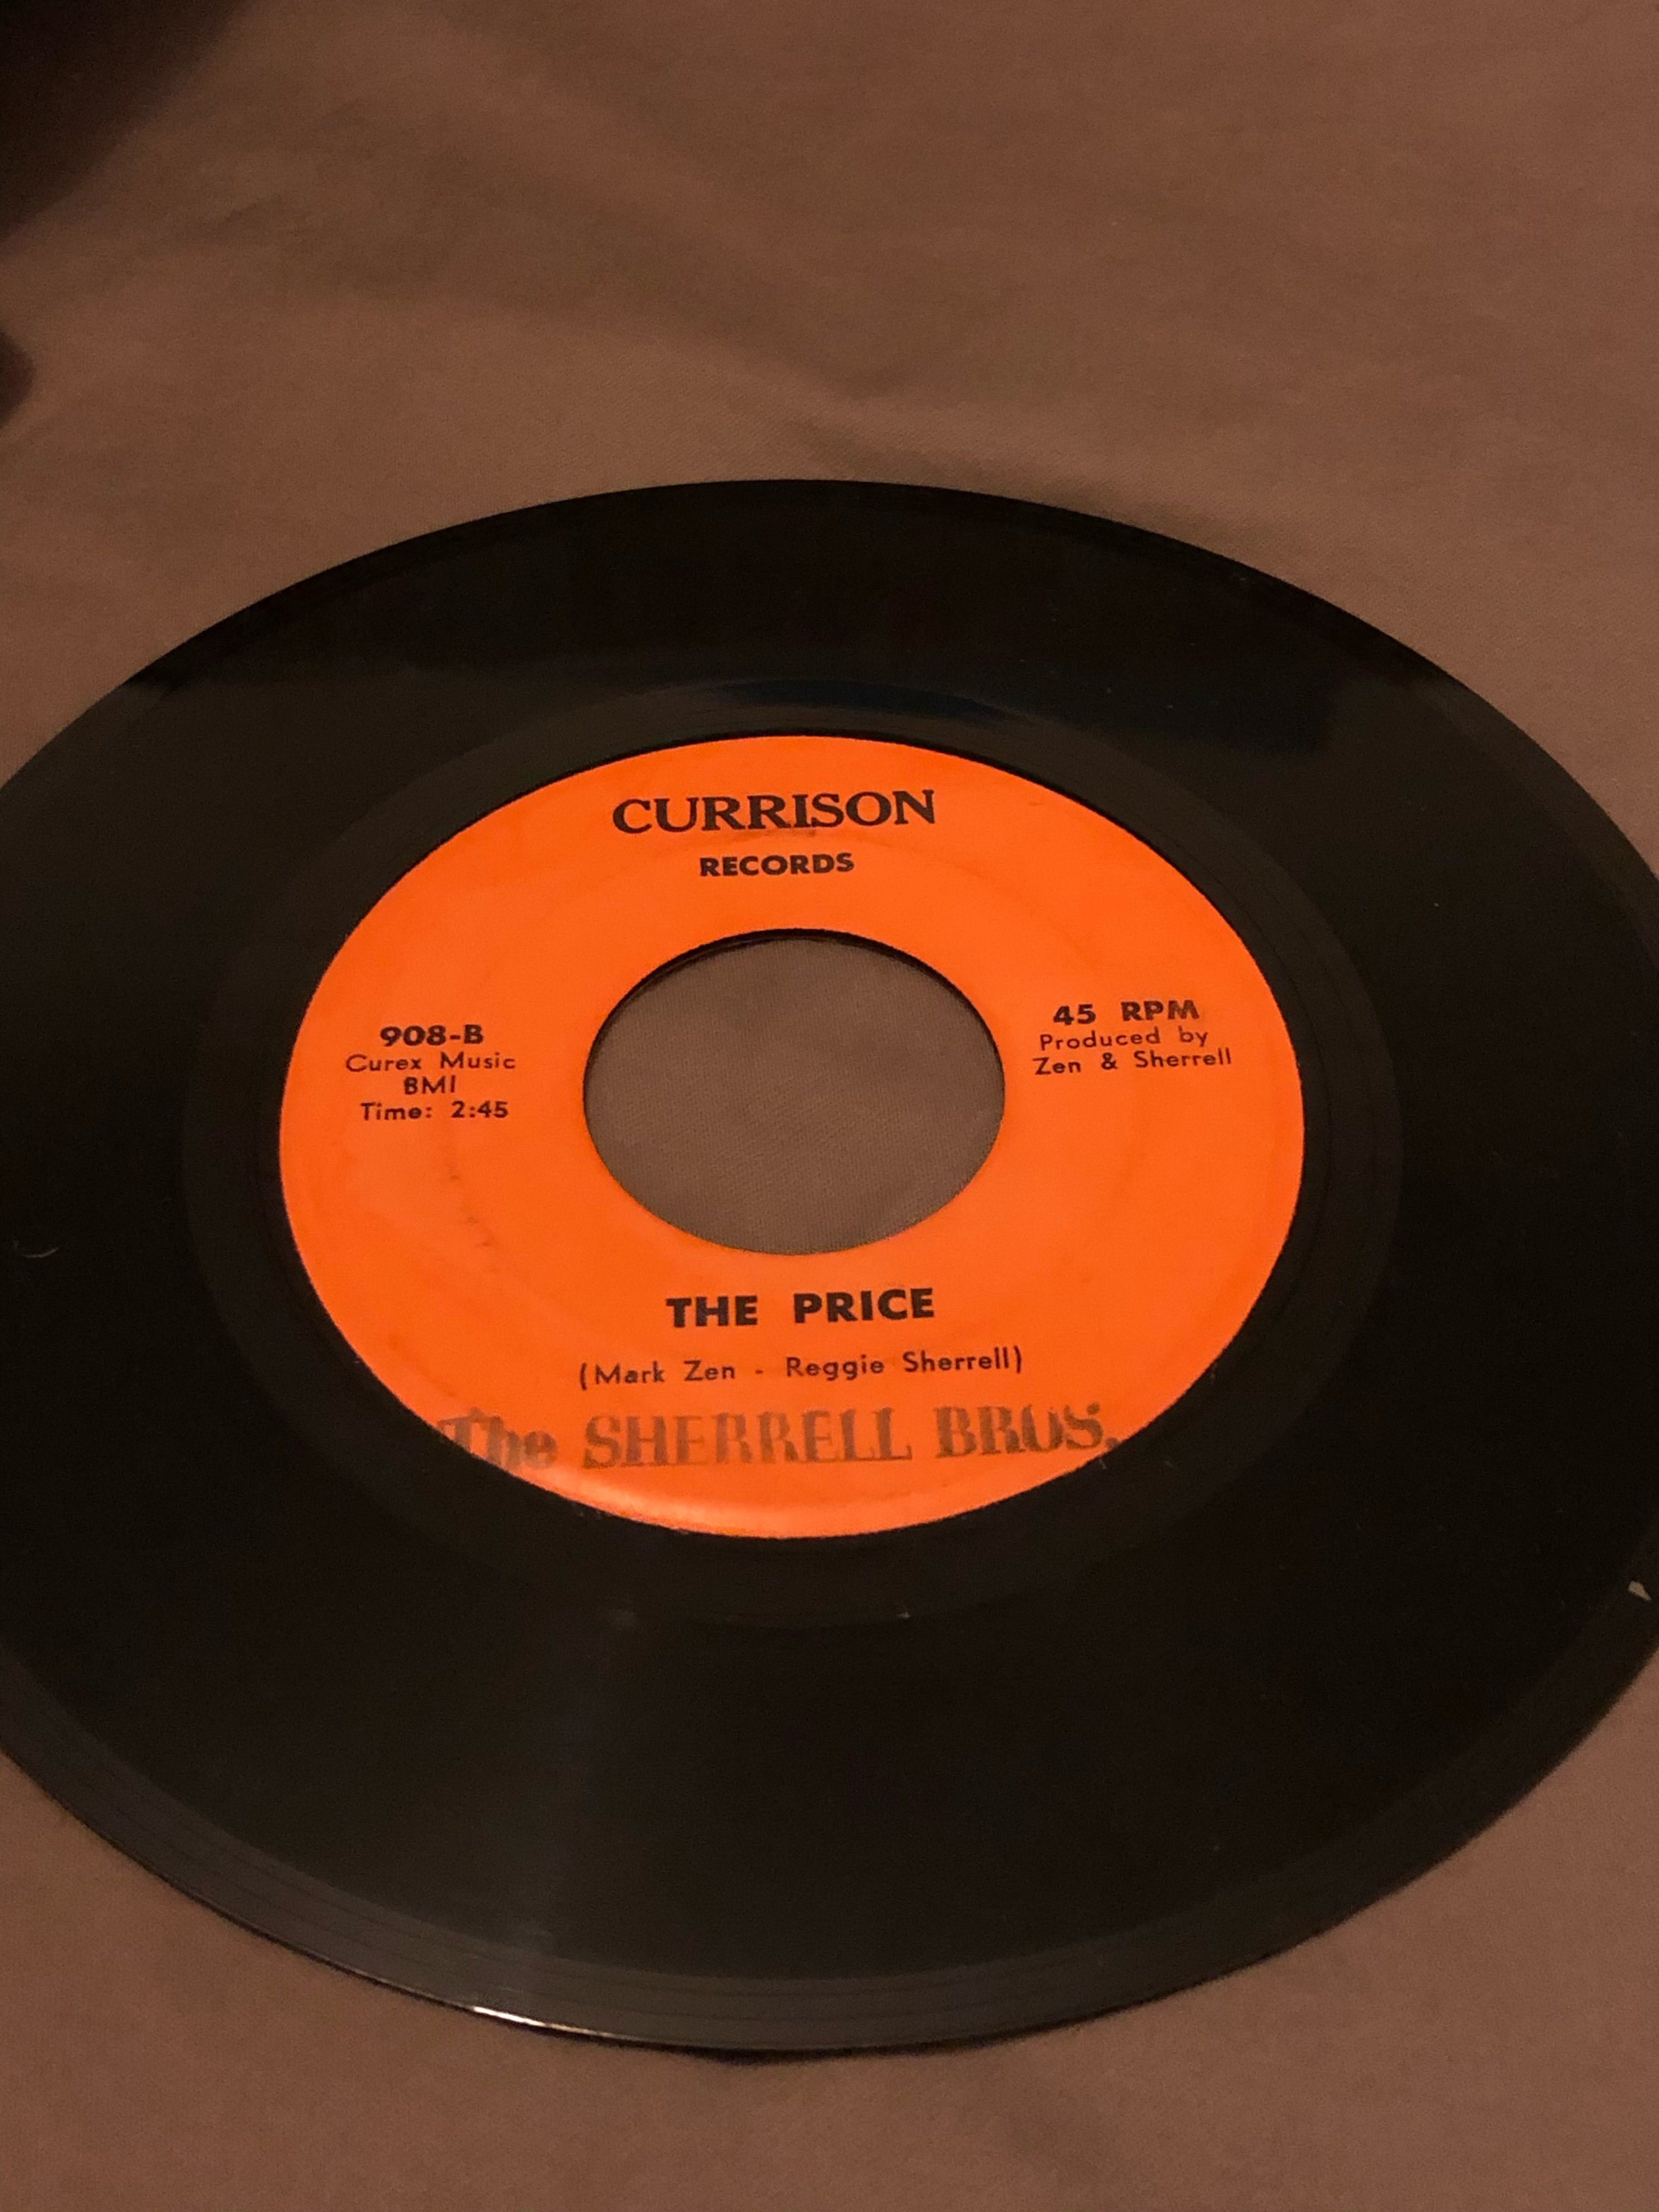 CURRISON
RECORDS
908-B
Curex Music
BMI
Time: 2:45
45 RPM
Produced by
Zen & Sherrell
THE PRICE
(Mark Zen - Reggie Sherrell)
The SHERRELL BROS.